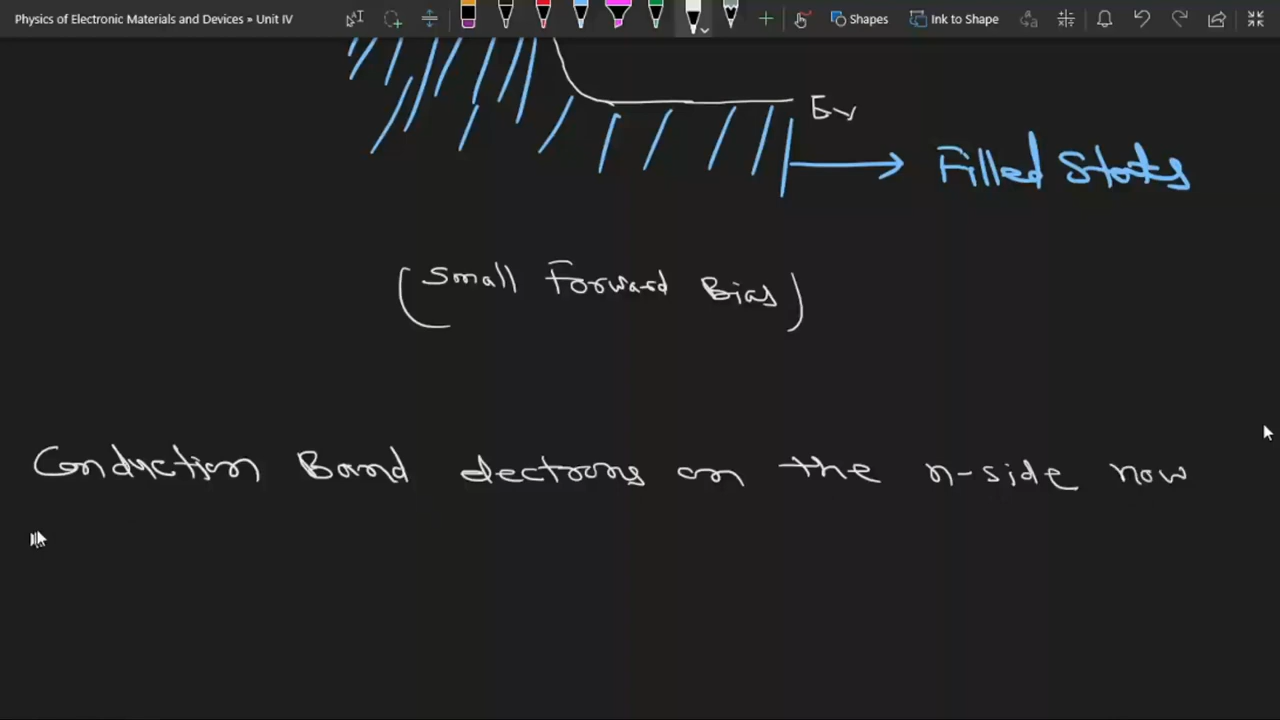 Physics of Electronic Materials and Devices » Unit IV
Shapes
Ink to Shape
Ev
Filled States
(Small Forward Bias)
Conduction Band electrons on the n-side now